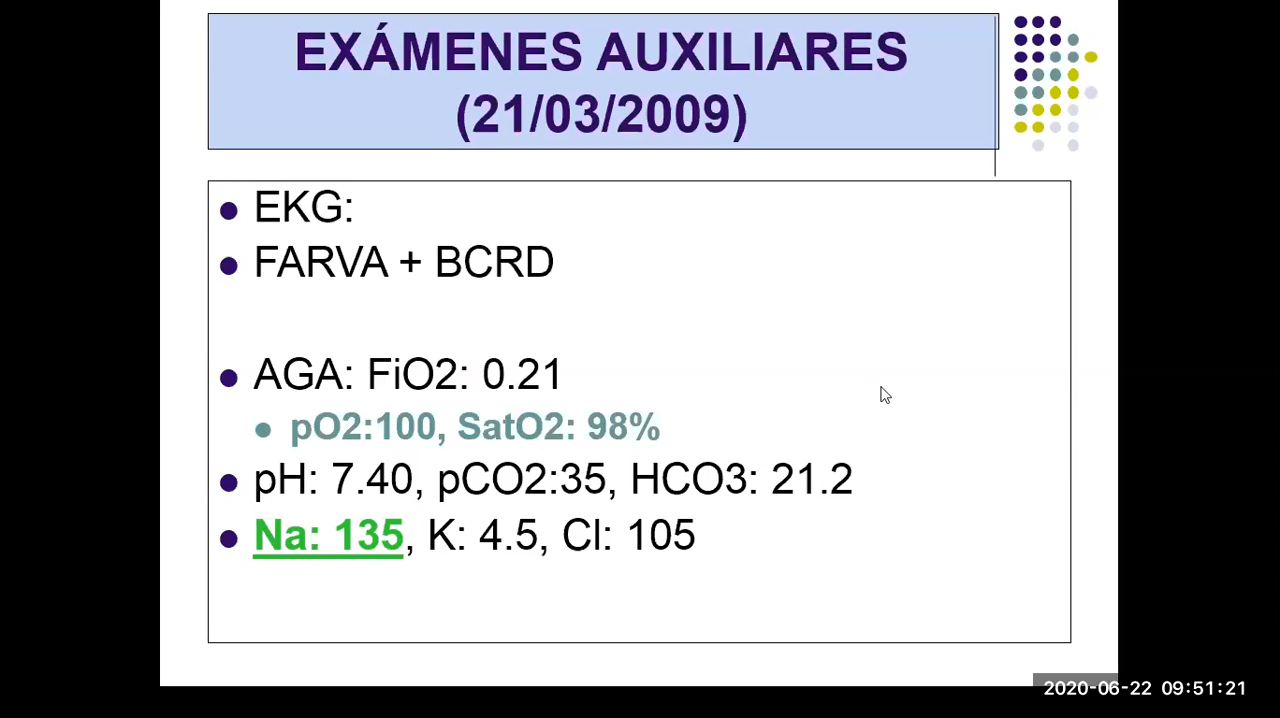 EXÁMENES AUXILIARES
(21/03/2009)
EKG:
FARVA + BCRD
AGA: FiO2: 0.21
pO2:100, SatO2: 98%
pH: 7.40, pCO2:35, HCO3: 21.2
Na: 135, K: 4.5, Cl: 105
2020-06-22 09:51:21